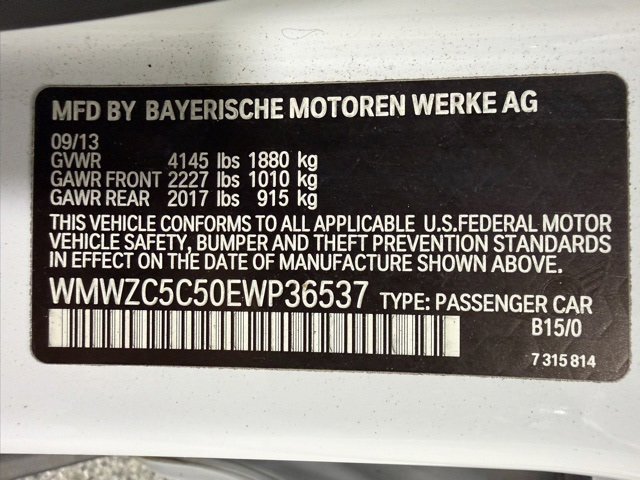 MFD BY BAYERISCHE MOTOREN WERKE AG
09/13
GVWR 4145 lbs 1880 kg
GAWR FRONT 2227 lbs 1010 kg
GAWR REAR 2017 lbs 915 kg
THIS VEHICLE CONFORMS TO ALL APPLICABLE U.S.FEDERAL MOTOR
VEHICLE SAFETY, BUMPER AND THEFT PREVENTION STANDARDS
IN EFFECT ON THE DATE OF MANUFACTURE SHOWN ABOVE.
WMWZC5C50EWP36537 TYPE: PASSENGER CAR
B15/0
7 315 814